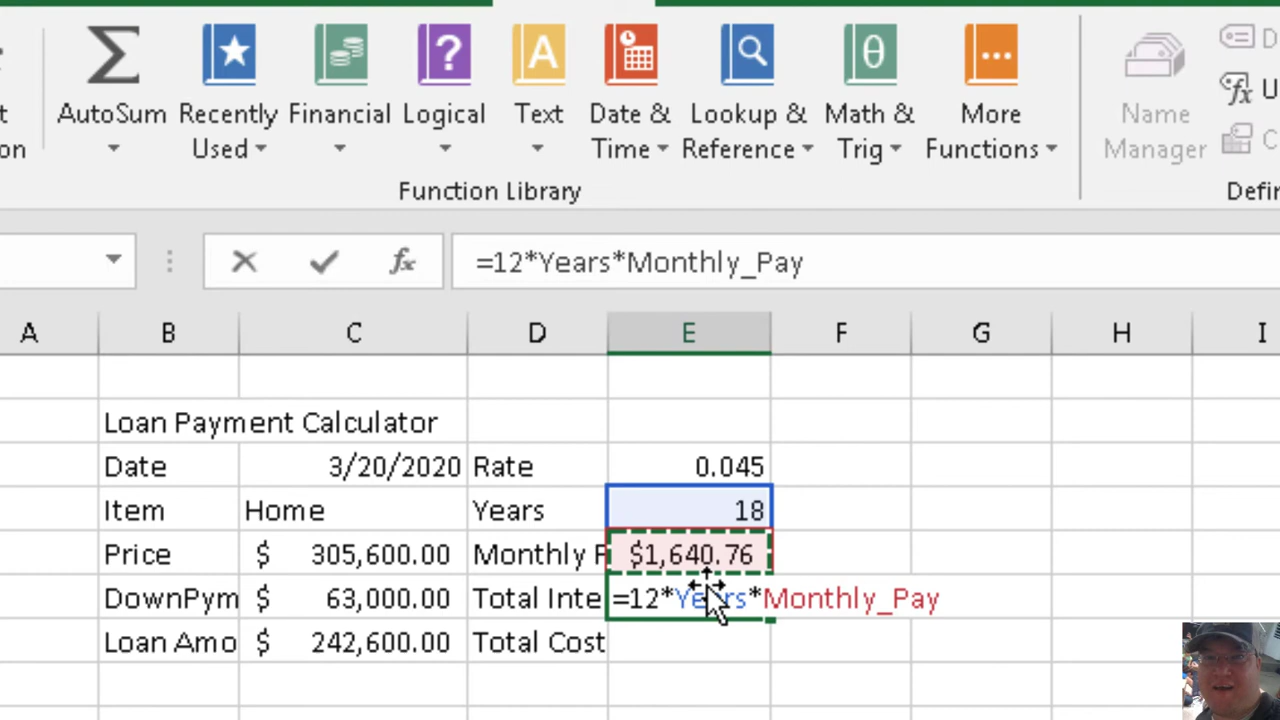 AutoSum
Recently Used
Financial
Logical
Text
Date & Time
Lookup & Reference
Math & Trig
More Functions
Name Manager
Function Library
=12*Years*Monthly_Pay
A B C D E F G H I
Loan Payment Calculator
Date 3/20/2020 Rate 0.045
Item Home Years 18
Price $ 305,600.00 Monthly $1,640.76
DownPym $ 63,000.00 Total Inte =12*Years*Monthly_Pay
Loan Amo $ 242,600.00 Total Cost